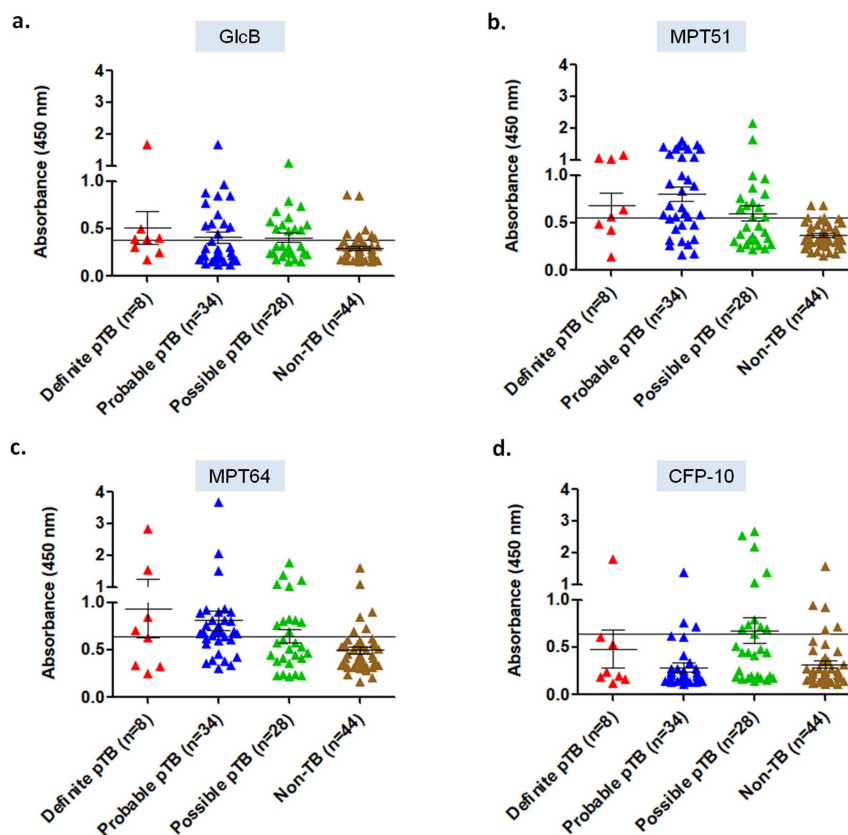 a.
GlcB
Absorbance (450 nm)
4
3
2
1
1.0
0.5
0.0
Definite pTB (n=8)
Probable pTB (n=34)
Possible pTB (n=28)
Non-TB (n=44)
b.
MPT51
Absorbance (450 nm)
4
3
2
1
1.0
0.5
0.0
Definite pTB (n=8)
Probable pTB (n=34)
Possible pTB (n=28)
Non-TB (n=44)
c.
MPT64
Absorbance (450 nm)
4
3
2
1
1.0
0.5
0.0
Definite pTB (n=8)
Probable pTB (n=34)
Possible pTB (n=28)
Non-TB (n=44)
d.
CFP-10
Absorbance (450 nm)
4
3
2
1
1.0
0.5
0.0
Definite pTB (n=8)
Probable pTB (n=34)
Possible pTB (n=28)
Non-TB (n=44)